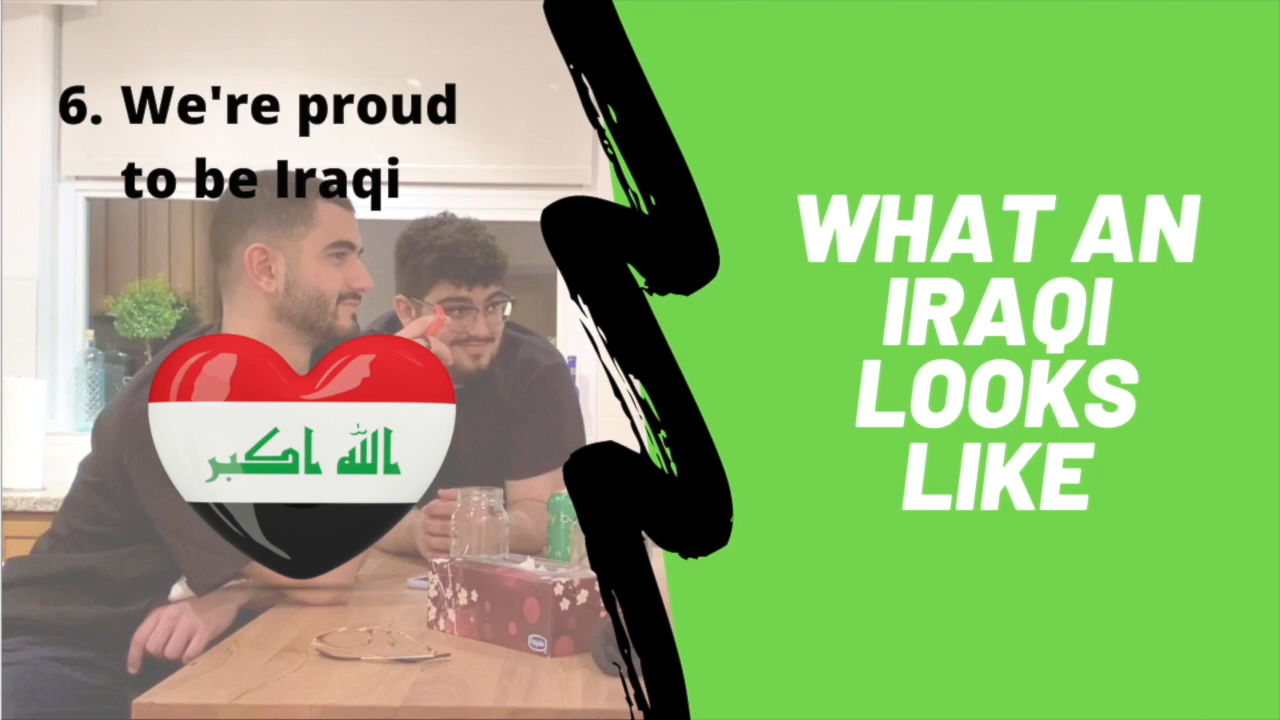 6. We're proud
to be Iraqi
الله اكبر
WHAT AN
IRAQI
LOOKS
LIKE